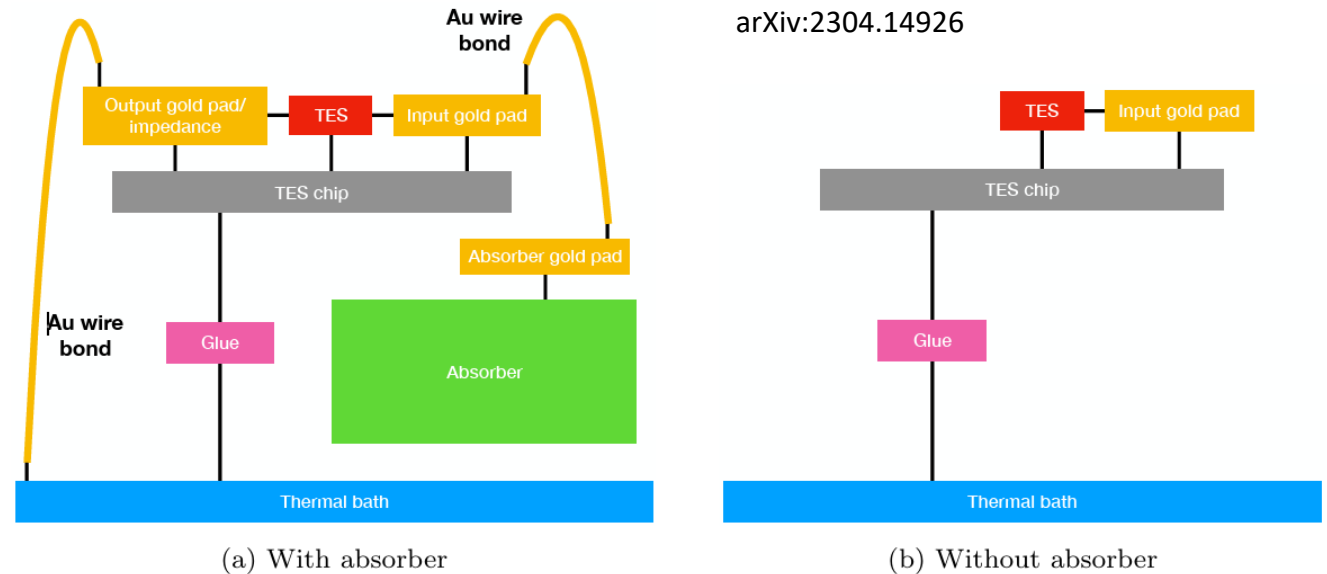 arXiv:2304.14926
Au wire
bond
Output gold pad/
impedance
TES
Input gold pad
TES chip
Absorber gold pad
Au wire
bond
Glue
Absorber
Thermal bath
(a) With absorber
TES
Input gold pad
TES chip
Glue
Thermal bath
(b) Without absorber